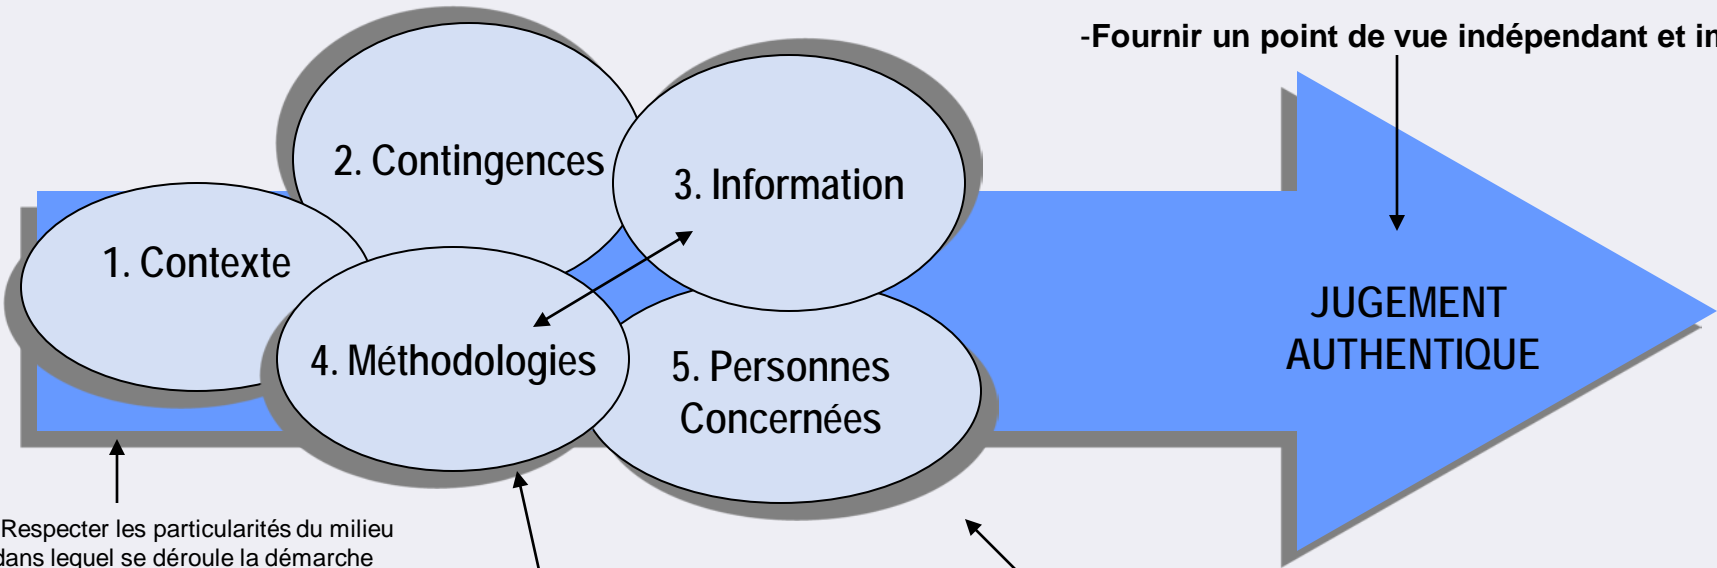 -Fournir un point de vue indépendant et
2. Contingences
3. Information
1. Contexte
4. Méthodologies
5. Personnes
Concernées
JUGEMENT
AUTHENTIQUE
Respecter les particularités du milieu
dans lequel se déroule la démarche